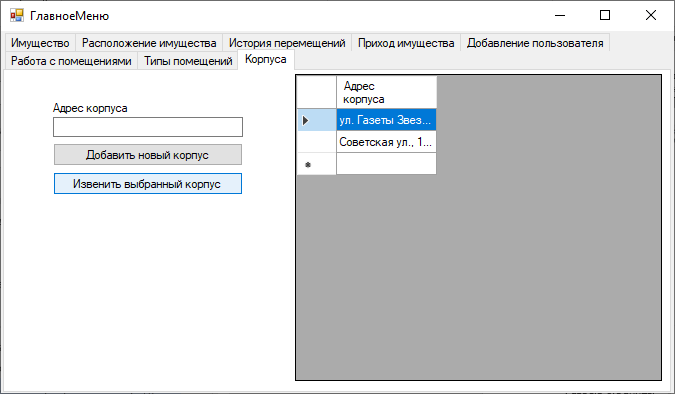 ГлавноеМеню
Имущество Расположение имущества История перемещений Приход имущества Добавление пользователя
Работа с помещениями Типы помещений Корпуса
Адрес корпуса
Добавить новый корпус
Извенить выбранный корпус
Адрес
корпуса
ул. Газеты Звез...
Советская ул., 1...